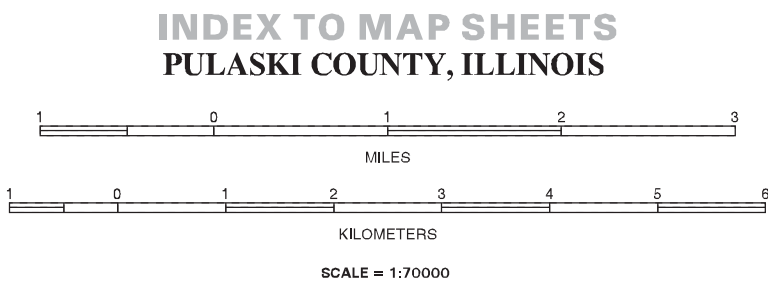 INDEX TO MAP SHEETS
PULASKI COUNTY, ILLINOIS
1 0 1 2 3
MILES
1 0 1 2 3 4 5 6
KILOMETERS
SCALE = 1:70000